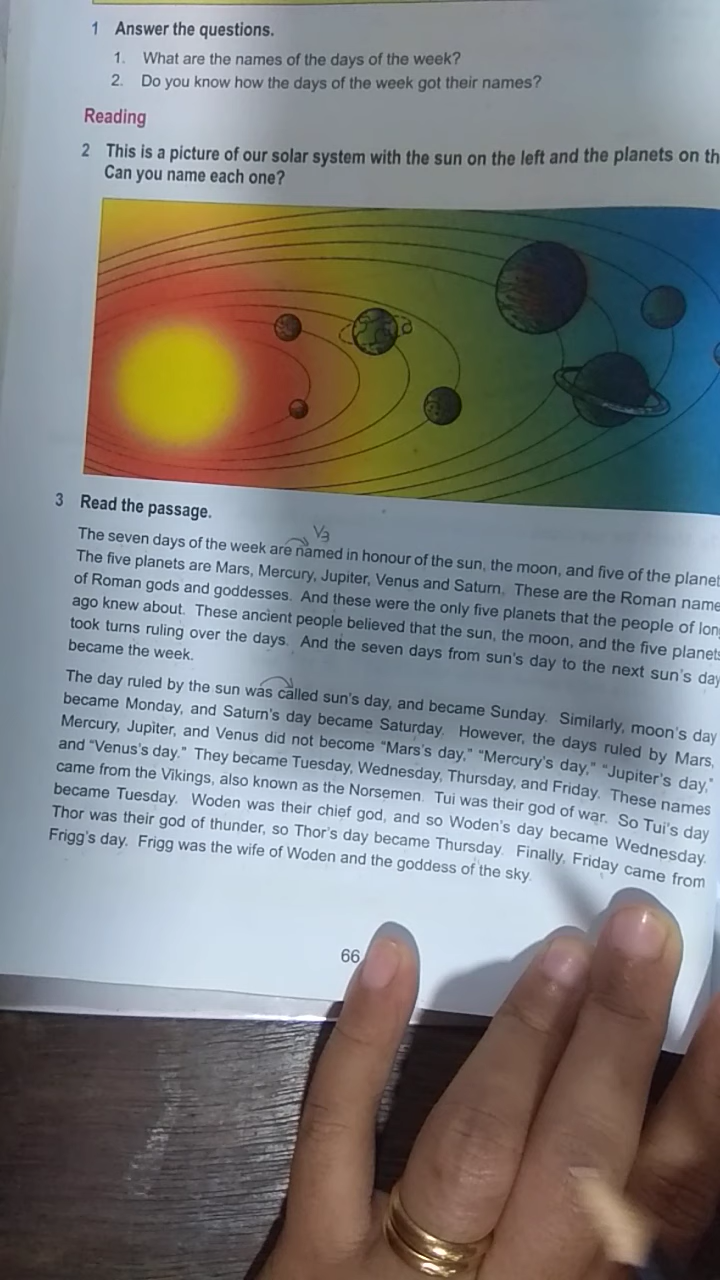 1 Answer the questions.
1. What are the names of the days of the week?
2. Do you know how the days of the week got their names?
Reading
2 This is a picture of our solar system with the sun on the left and the planets on th
Can you name each one?
3 Read the passage.
V3
The seven days of the week are named in honour of the sun, the moon, and five of the planet
The five planets are Mars, Mercury, Jupiter, Venus and Saturn. These are the Roman name
of Roman gods and goddesses. And these were the only five planets that the people of lon
ago knew about. These ancient people believed that the sun, the moon, and the five planets
took turns ruling over the days. And the seven days from sun's day to the next sun's day
became the week.
The day ruled by the sun was called sun's day, and became Sunday. Similarly, moon's day
became Monday, and Saturn's day became Saturday. However, the days ruled by Mars,
Mercury, Jupiter, and Venus did not become "Mars's day," "Mercury's day," "Jupiter's day,"
and "Venus's day." They became Tuesday, Wednesday, Thursday, and Friday. These names
came from the Vikings, also known as the Norsemen. Tui was their god of war. So Tui's day
became Tuesday. Woden was their chief god, and so Woden's day became Wednesday.
Thor was their god of thunder, so Thor's day became Thursday. Finally, Friday came from
Frigg's day. Frigg was the wife of Woden and the goddess of the sky.
66